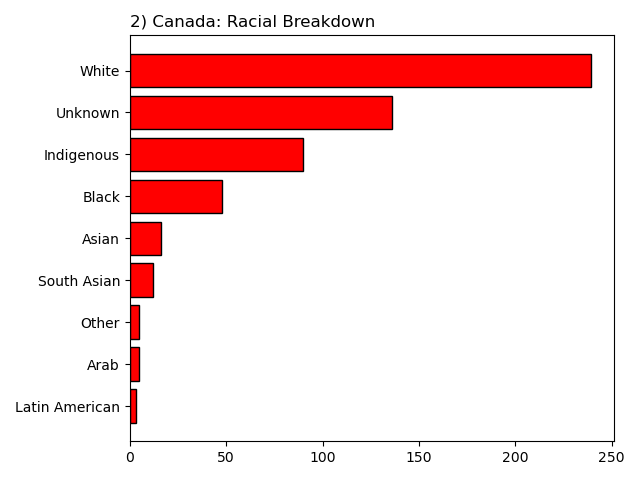 2) Canada: Racial Breakdown
White
Unknown
Indigenous
Black
Asian
South Asian
Other
Arab
Latin American
0 50 100 150 200 250